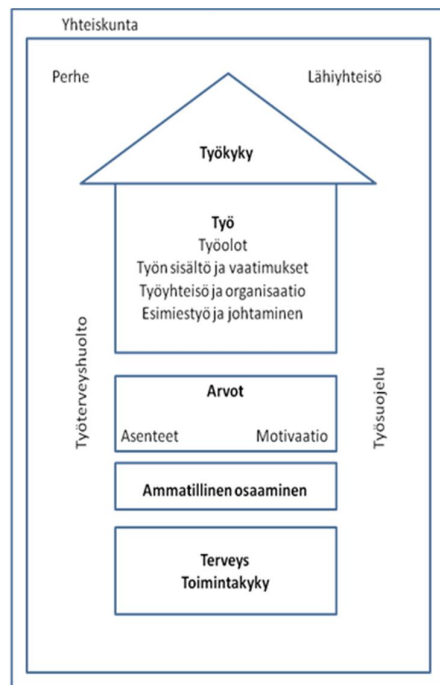 Yhteiskunta
Perhe
Lähiyhteisö
Työkyky
Työ
Työolot
Työn sisältö ja vaatimukset
Työyhteisö ja organisaatio
Esimiestyö ja johtaminen
Työterveyshuolto
Työsuojelu
Arvot
Asenteet
Motivaatio
Ammatillinen osaaminen
Terveys
Toimintakyky